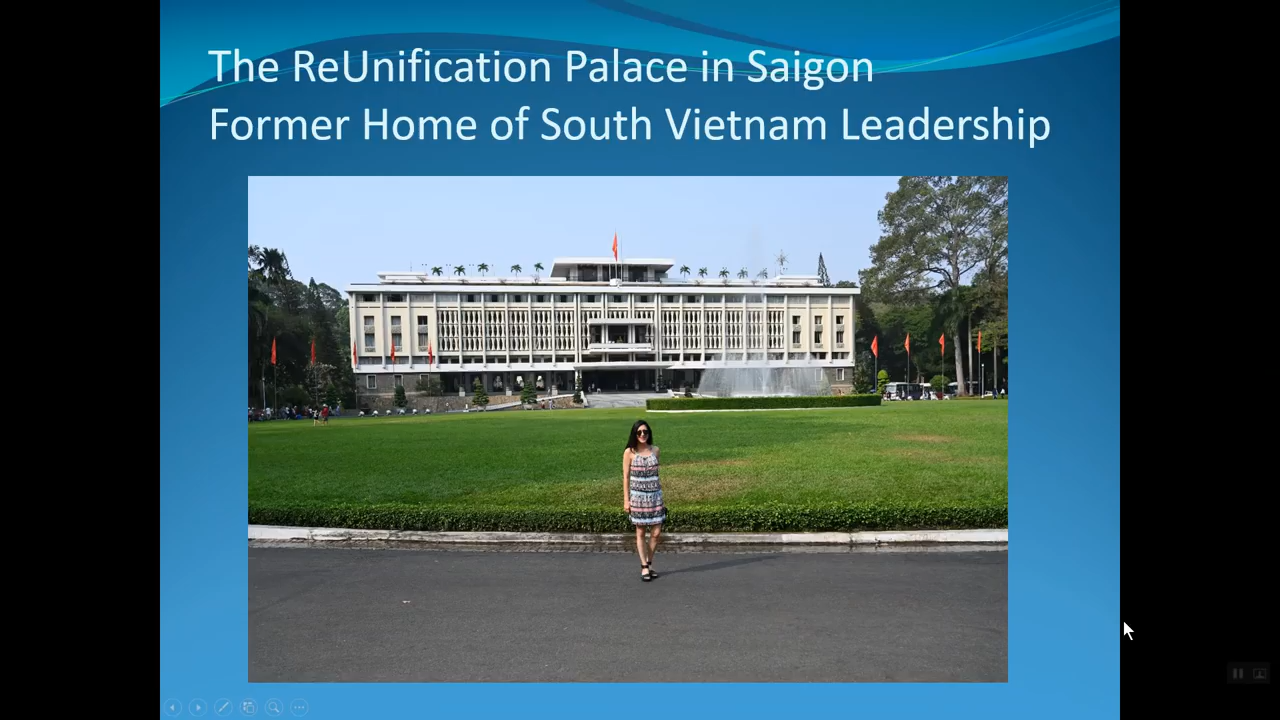 The ReUnification Palace in Saigon
Former Home of South Vietnam Leadership